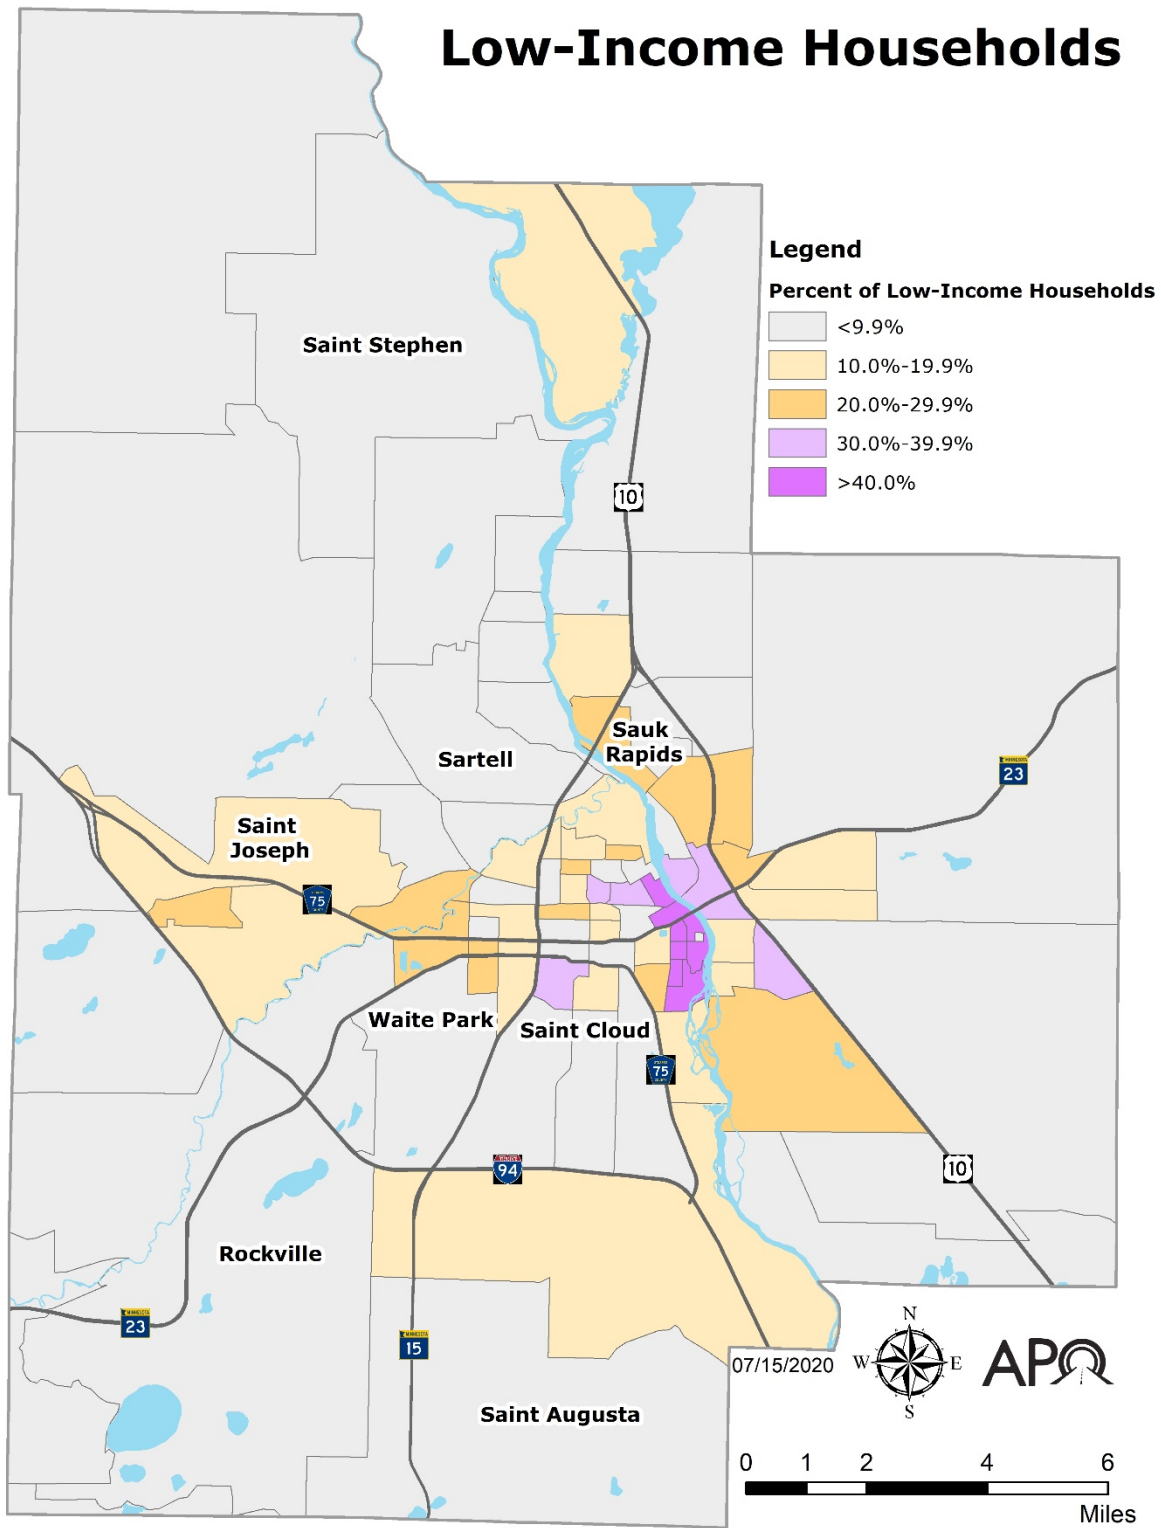 Low-Income Households
Legend
Percent of Low-Income Households
<9.9%
10.0%-19.9%
20.0%-29.9%
30.0%-39.9%
>40.0%
Saint Stephen
10
Sauk
Rapids
Sartell
MINNESOTA
23
Saint
Joseph
75
Waite Park
Saint Cloud
75
94
10
Rockville
MINNESOTA
23
MINNESOTA
15
Saint Augusta
07/15/2020
N
W
E
S
APO
0 1 2 4 6
Miles